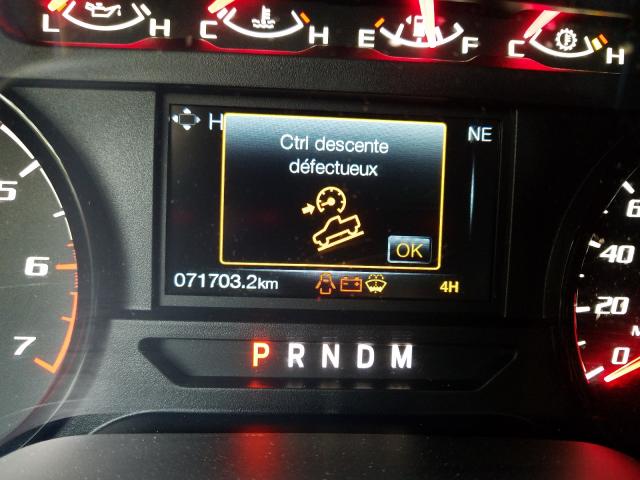 L H C H E F C H
H
Ctrl descente
défectueux
NE
OK
071703.2km
4H
P R N D M
5
6
7
60
40
20
0